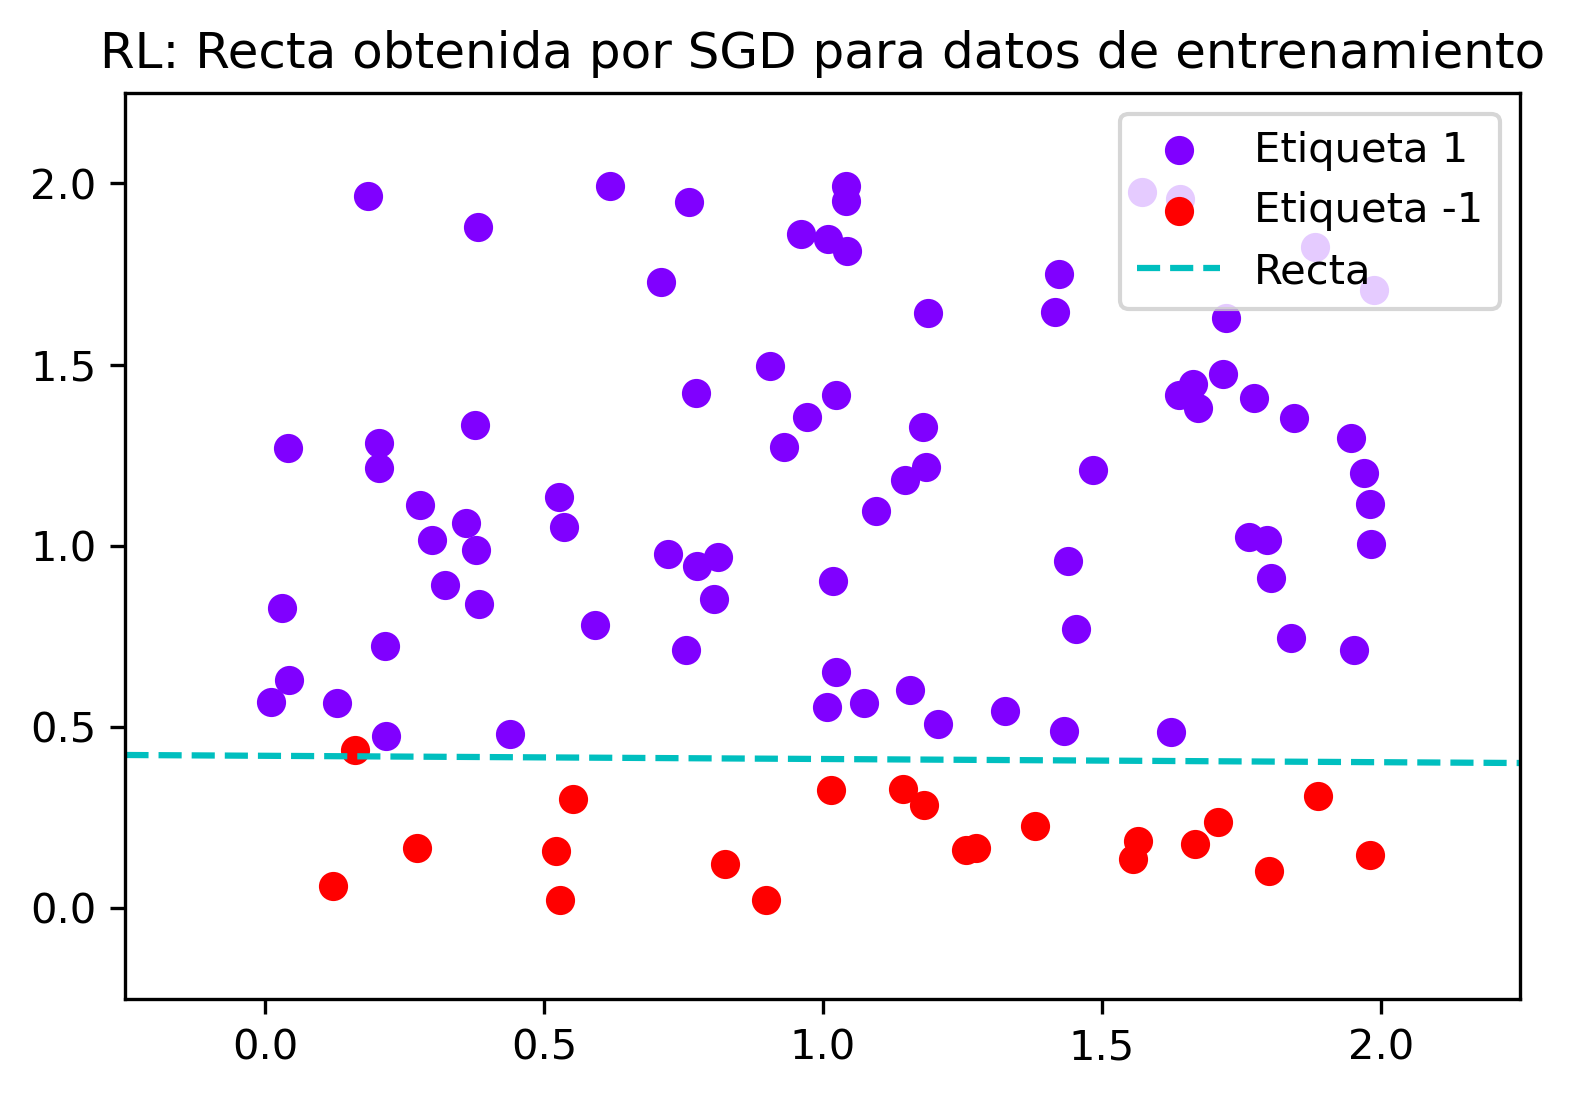 RL: Recta obtenida por SGD para datos de entrenamiento
Etiqueta 1
Etiqueta -1
Recta
2.0
1.5
1.0
0.5
0.0
0.0 0.5 1.0 1.5 2.0